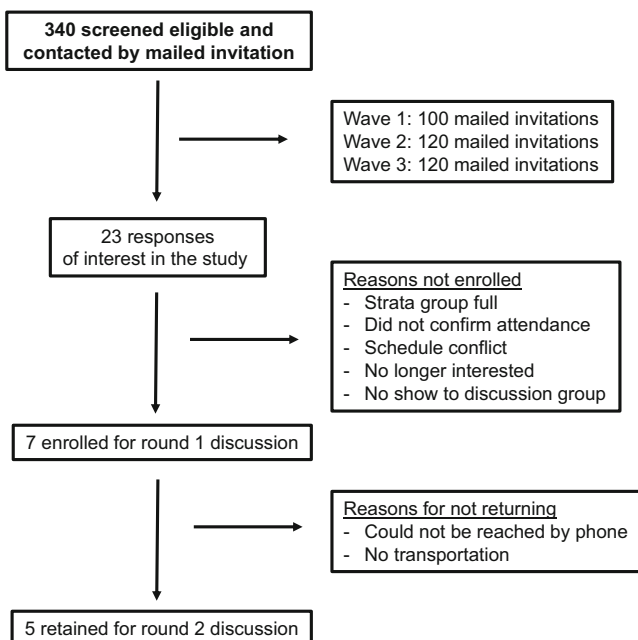 340 screened eligible and
contacted by mailed invitation
Wave 1: 100 mailed invitations
Wave 2: 120 mailed invitations
Wave 3: 120 mailed invitations
23 responses
of interest in the study
Reasons not enrolled
- Strata group full
- Did not confirm attendance
- Schedule conflict
- No longer interested
- No show to discussion group
7 enrolled for round 1 discussion
Reasons for not returning
- Could not be reached by phone
- No transportation
5 retained for round 2 discussion